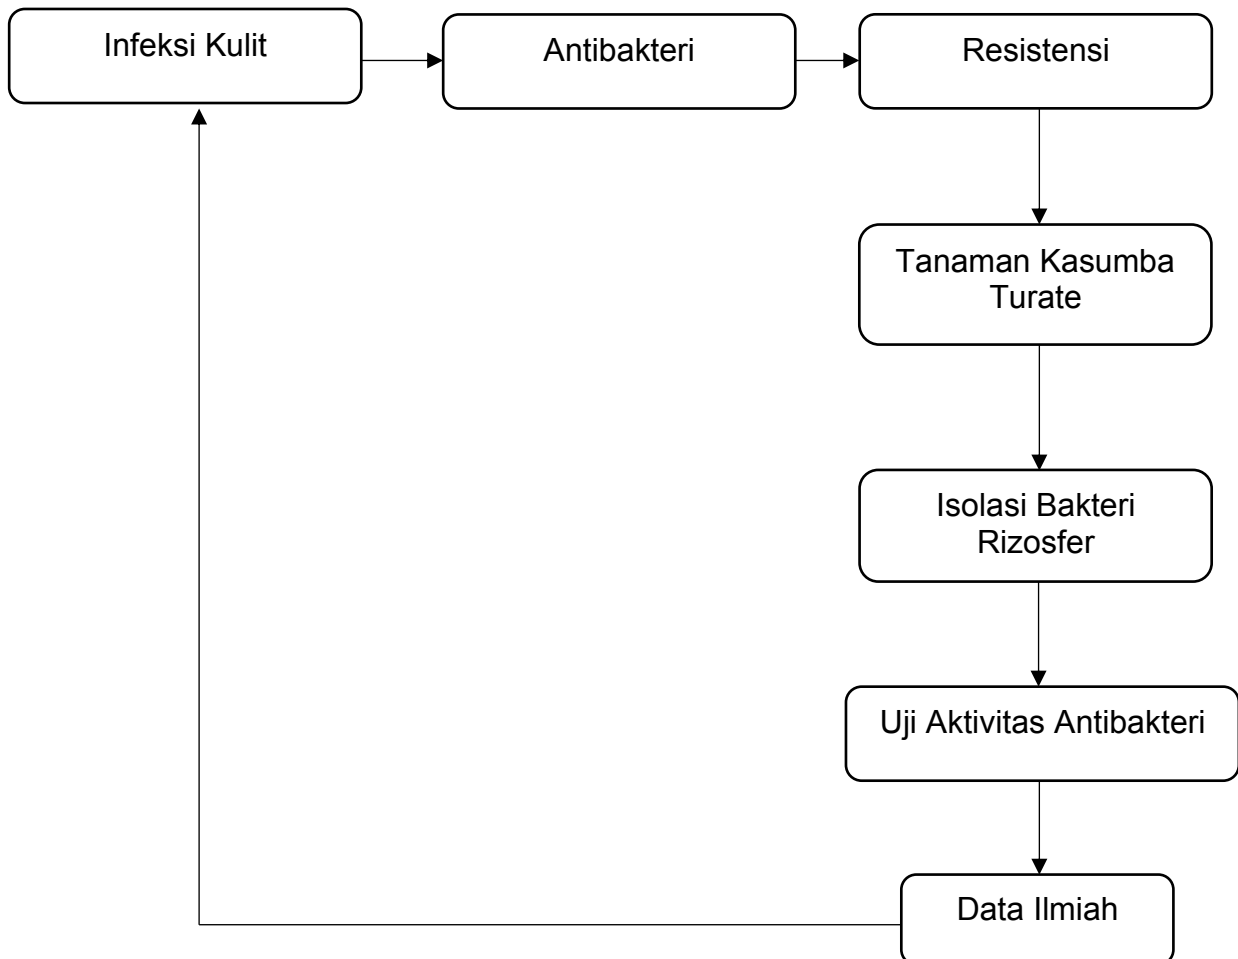 Infeksi Kulit
Antibakteri
Resistensi
Tanaman Kasumba
Turate
Isolasi Bakteri
Rizosfer
Uji Aktivitas Antibakteri
Data Ilmiah